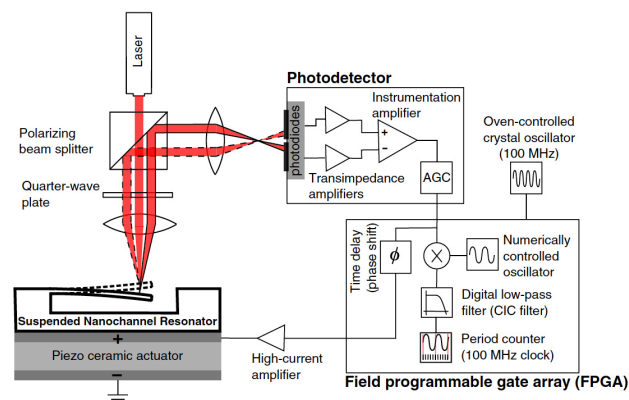 Laser
Photodetector
Instrumentation
amplifier
photodiodes
+
−
Transimpedance
amplifiers
AGC
Oven-controlled
crystal oscillator
(100 MHz)
Polarizing
beam splitter
Quarter-wave
plate
Time delay
(phase shift)
ϕ
Numerically
controlled
oscillator
Digital low-pass
filter (CIC filter)
Period counter
(100 MHz clock)
Suspended Nanochannel Resonator
+
Piezo ceramic actuator
−
High-current
amplifier
Field programmable gate array (FPGA)